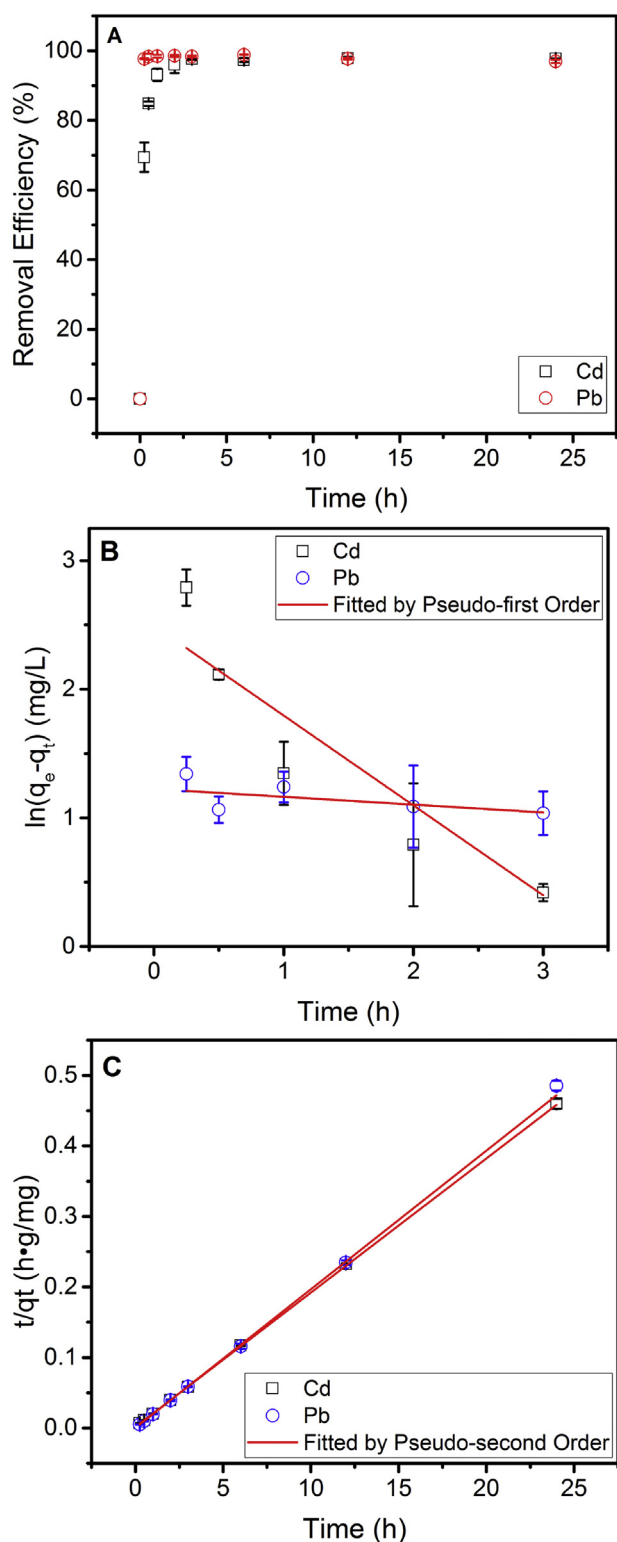 A
100
80
60
40
20
0
Removal Efficiency (%)
Cd
Pb
0 5 10 15 20 25
Time (h)
B
3
2
1
0
ln(qe-qt) (mg/L)
Cd
Pb
Fitted by Pseudo-first Order
0 1 2 3
Time (h)
C
0.5
0.4
0.3
0.2
0.1
0.0
t/qt (h•g/mg)
Cd
Pb
Fitted by Pseudo-second Order
0 5 10 15 20 25
Time (h)